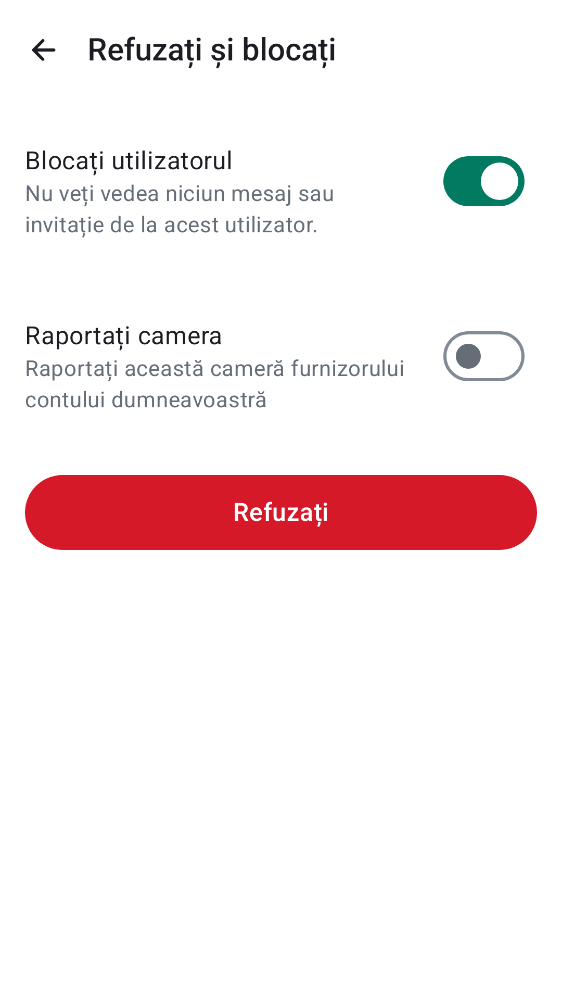 Refuzați și blocați
Blocați utilizatorul
Nu veți vedea niciun mesaj sau
invitație de la acest utilizator.
Raportați camera
Raportați această cameră furnizorului
contului dumneavoastră
Refuzați